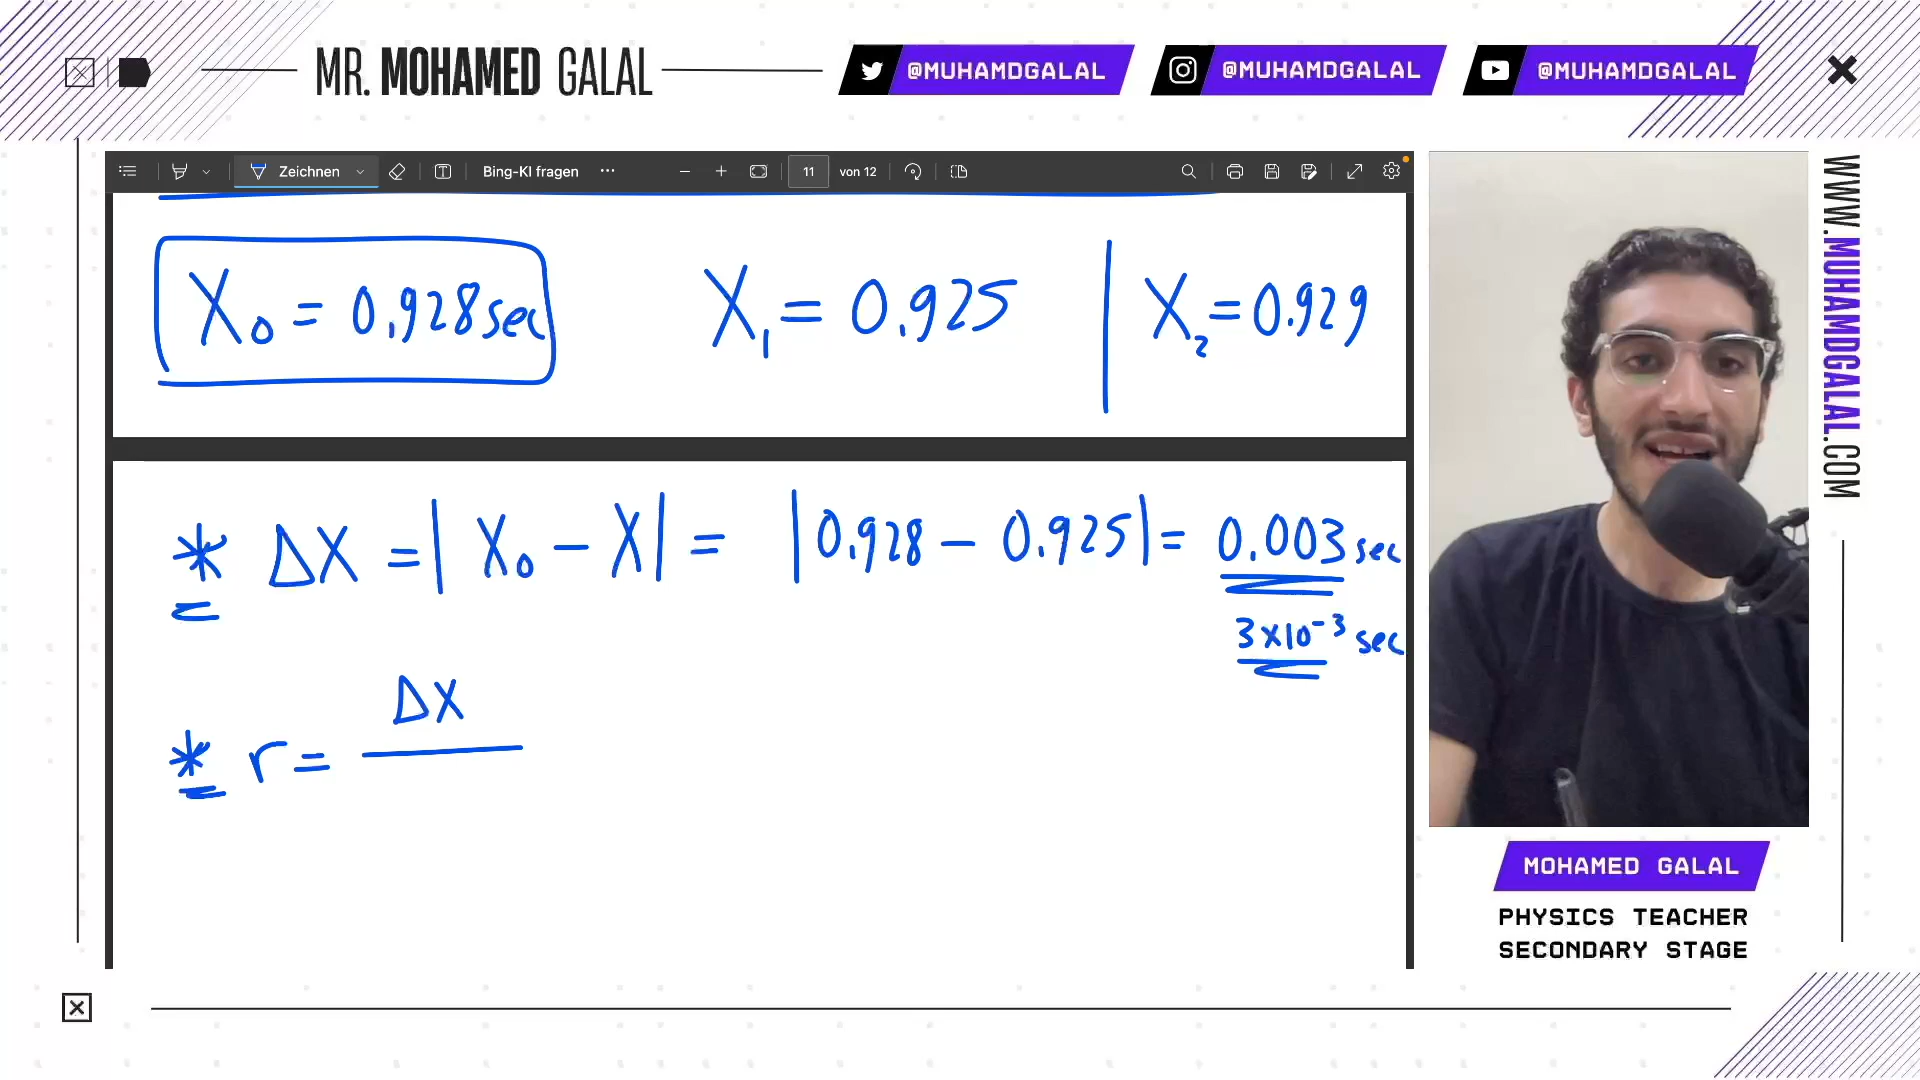 MR. MOHAMED GALAL
@MUHAMDGALAL
@MUHAMDGALAL
@MUHAMDGALAL
Zeichnen
Bing-KI fragen
11 von 12
X₀ = 0.928 sec
X₁ = 0.925
X₂ = 0.929
* ΔX = | X₀ - X | = | 0.928 - 0.925 | = 0.003 sec
3x10⁻³ sec
* r = ΔX
WWW.MUHAMDGALAL.COM
MOHAMED GALAL
PHYSICS TEACHER
SECONDARY STAGE